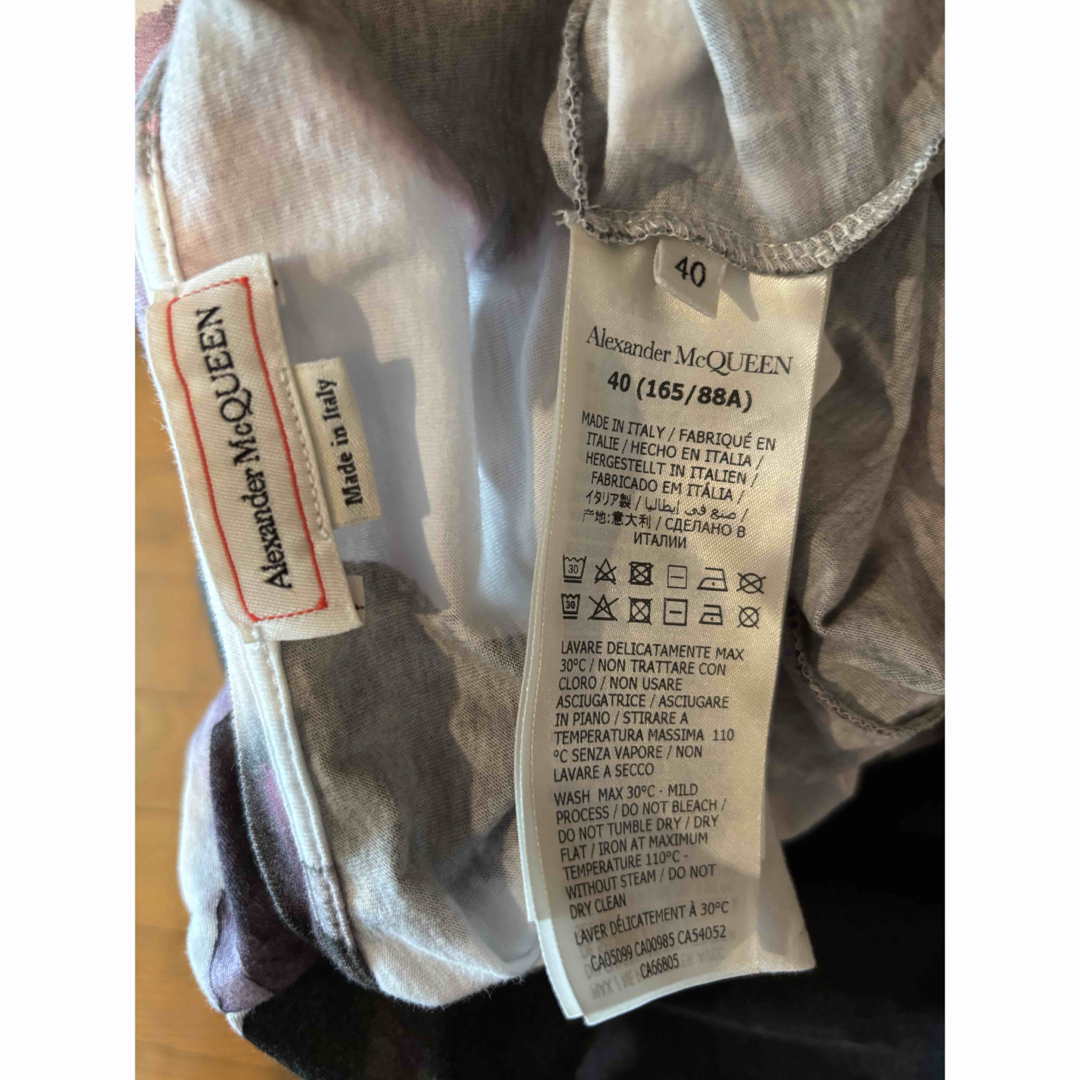 Alexander McQUEEN
Made in Italy
40
Alexander McQUEEN
40 (165/88A)
MADE IN ITALY / FABRIQUÉ EN
ITALIE / HECHO EN ITALIA /
HERGESTELLT IN ITALIEN /
FABRICADO EM ITÁLIA /
イタリア製 / صنع في إيطاليا /
产地:意大利 / СДЕЛАНО В
ИТАЛИИ
30
30
LAVARE DELICATAMENTE MAX
30°C / NON TRATTARE CON
CLORO / NON USARE
ASCIUGATRICE / ASCIUGARE
IN PIANO / STIRARE A
TEMPERATURA MASSIMA 110
°C SENZA VAPORE / NON
LAVARE A SECCO
WASH MAX 30°C - MILD
PROCESS / DO NOT BLEACH /
DO NOT TUMBLE DRY / DRY
FLAT / IRON AT MAXIMUM
TEMPERATURE 110°C -
WITHOUT STEAM / DO NOT
DRY CLEAN
LAVER DÉLICATEMENT À 30°C
CA05099 CA00985 CA54052
CA66805